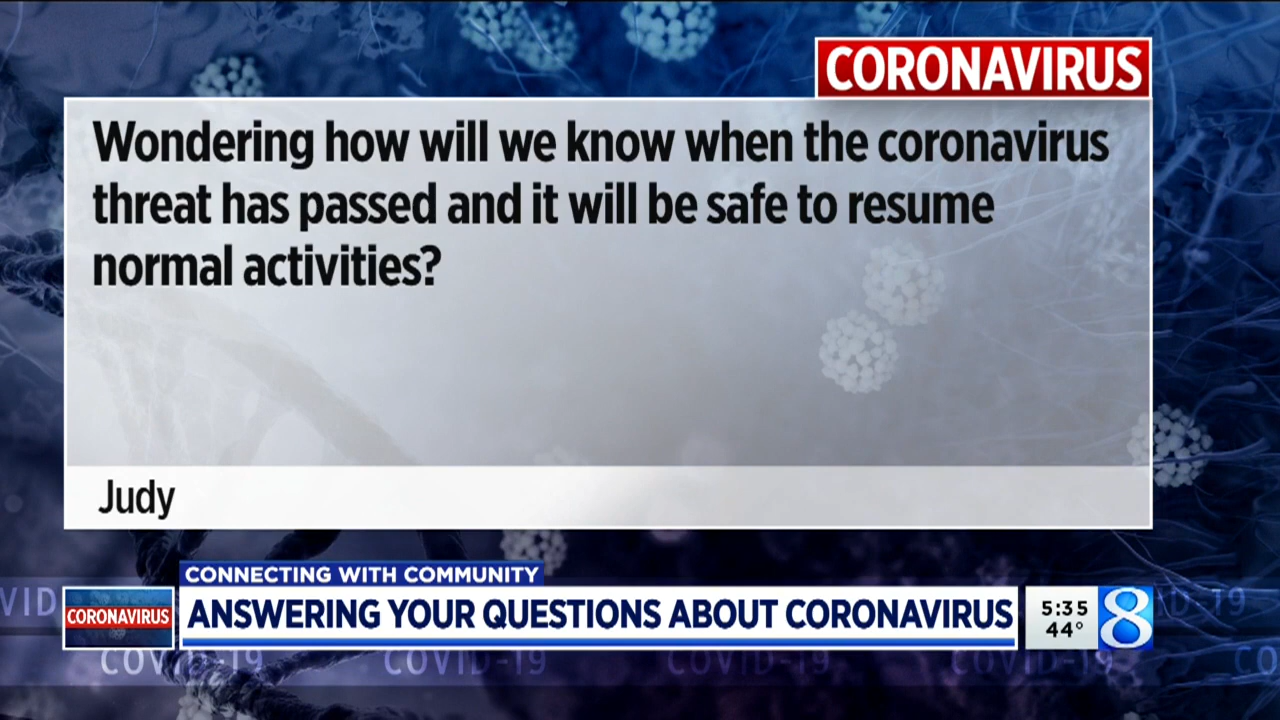 CORONAVIRUS
Wondering how will we know when the coronavirus
threat has passed and it will be safe to resume
normal activities?
Judy
CONNECTING WITH COMMUNITY
CORONAVIRUS
ANSWERING YOUR QUESTIONS ABOUT CORONAVIRUS
5:35
44°
8
COVID-19 COVID-19 COVID-19 COVID-19